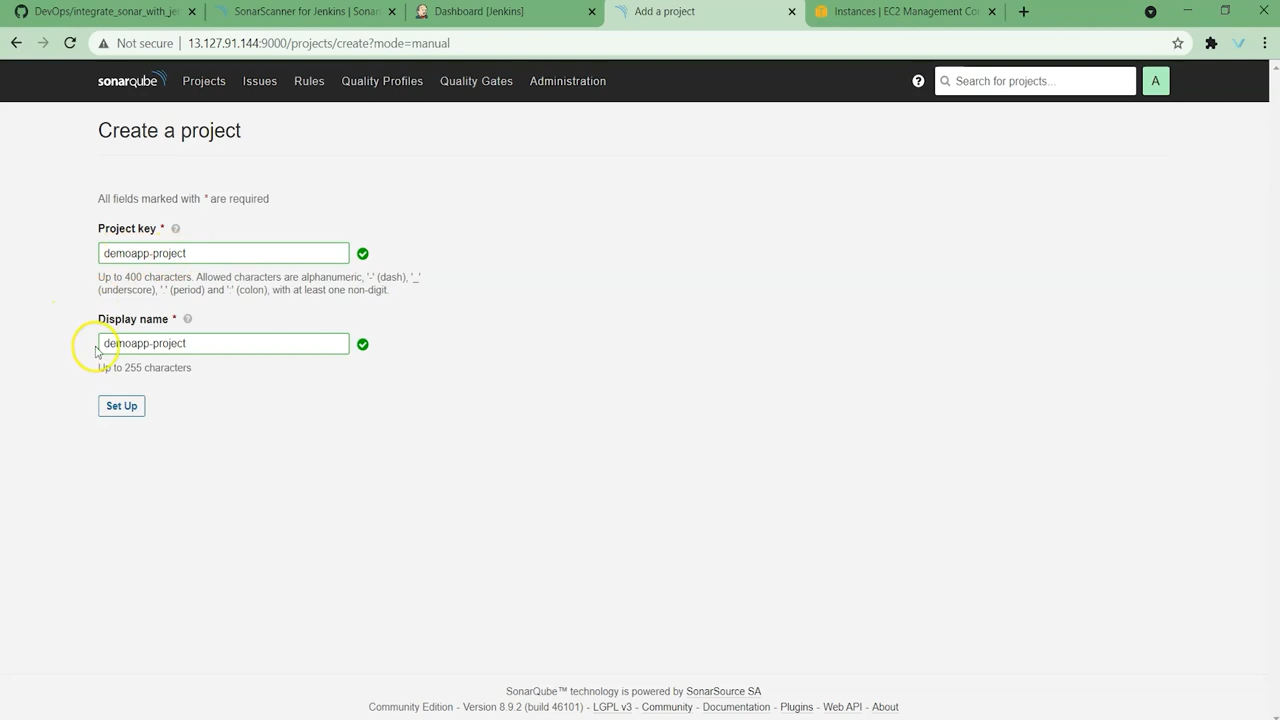 DevOps/integrate_sonar_with_jer
SonarScanner for Jenkins | Sonar
Dashboard [Jenkins]
Add a project
Instances | EC2 Management Co
Not secure
13.127.91.144:9000/projects/create?mode=manual
sonarqube
Projects
Issues
Rules
Quality Profiles
Quality Gates
Administration
Search for projects...
A
Create a project
All fields marked with * are required
Project key *
demoapp-project
Up to 400 characters. Allowed characters are alphanumeric, '-' (dash), '_'
(underscore), '.' (period) and ':' (colon), with at least one non-digit.
Display name *
demoapp-project
Up to 255 characters
Set Up
SonarQube™ technology is powered by SonarSource SA
Community Edition - Version 8.9.2 (build 46101) - LGPL v3 - Community - Documentation - Plugins - Web API - About